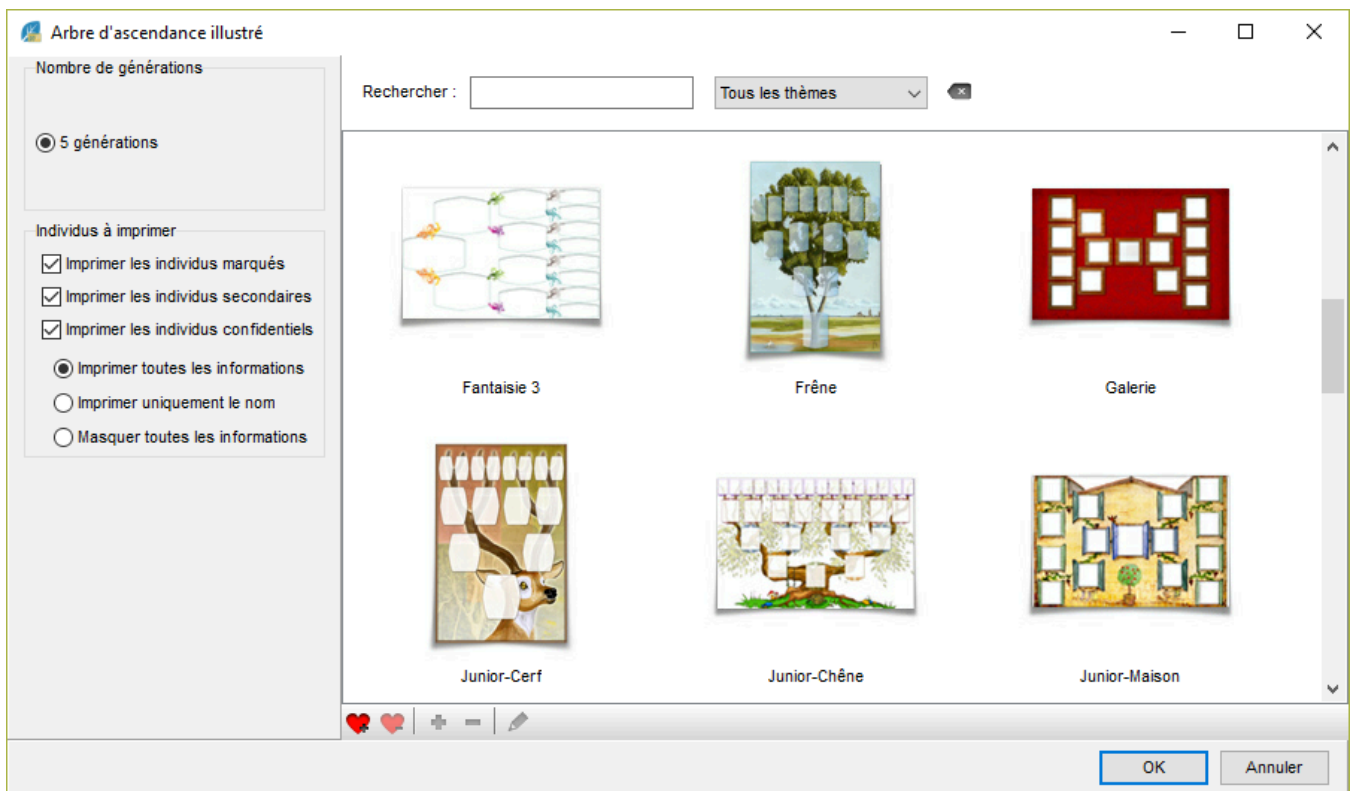 Arbre d'ascendance illustré
Nombre de générations
5 générations
Individus à imprimer
Imprimer les individus marqués
Imprimer les individus secondaires
Imprimer les individus confidentiels
Imprimer toutes les informations
Imprimer uniquement le nom
Masquer toutes les informations
Rechercher :
Tous les thèmes
Fantaisie 3
Frêne
Galerie
Junior-Cerf
Junior-Chêne
Junior-Maison
OK
Annuler